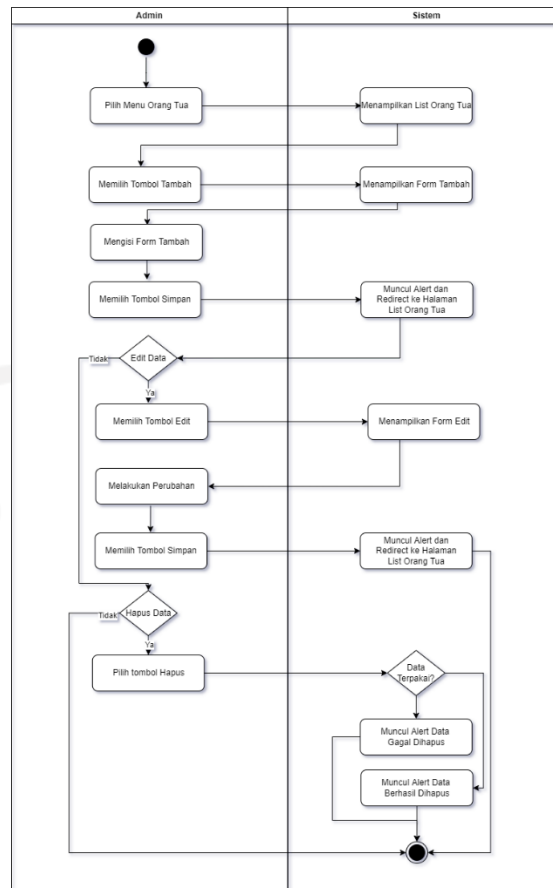 Admin
Sistem
Pilih Menu Orang Tua
Menampilkan List Orang Tua
Memilih Tombol Tambah
Menampilkan Form Tambah
Mengisi Form Tambah
Memilih Tombol Simpan
Muncul Alert dan
Redirect ke Halaman
List Orang Tua
Tidak
Edit Data
Ya
Memilih Tombol Edit
Menampilkan Form Edit
Melakukan Perubahan
Memilih Tombol Simpan
Muncul Alert dan
Redirect ke Halaman
List Orang Tua
Tidak
Hapus Data
Ya
Pilih tombol Hapus
Data
Terpakai?
Muncul Alert Data
Gagal Dihapus
Muncul Alert Data
Berhasil Dihapus